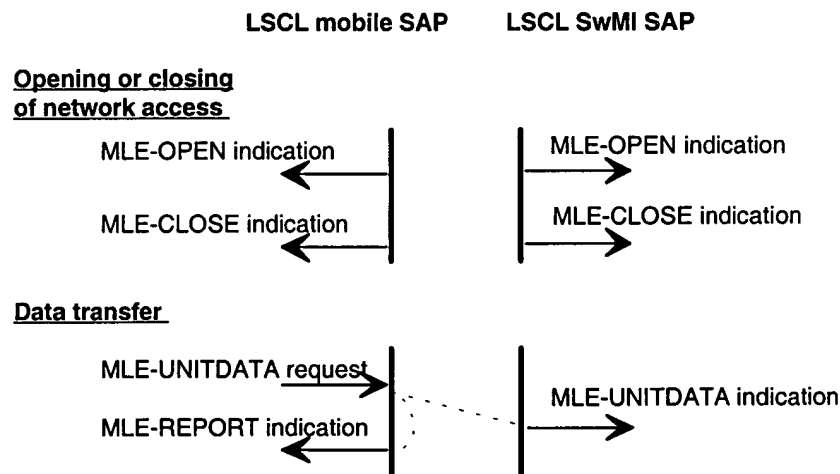 LSCL mobile SAP LSCL SwMI SAP
Opening or closing
of network access
MLE-OPEN indication MLE-OPEN indication
MLE-CLOSE indication MLE-CLOSE indication
Data transfer
MLE-UNITDATA request
MLE-UNITDATA indication
MLE-REPORT indication